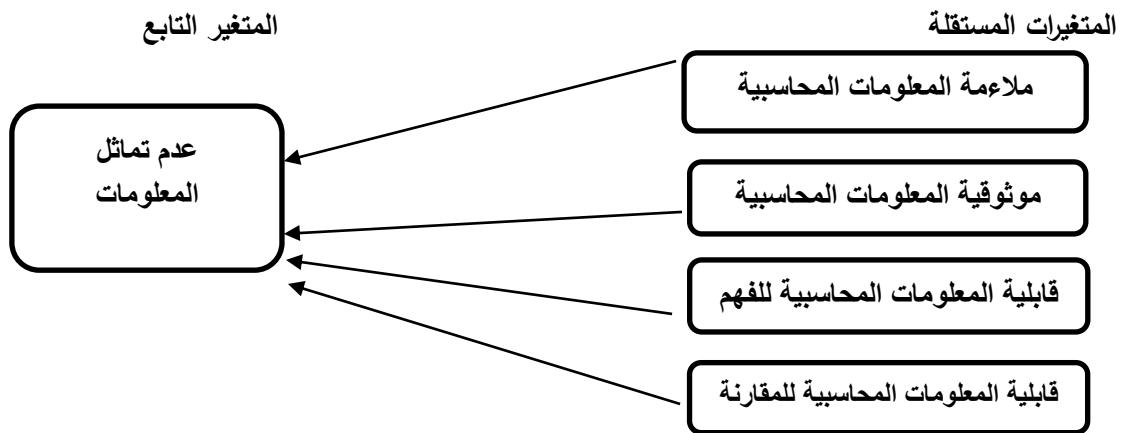 المتغيرات المستقلة
المتغير التابع
ملاءمة المعلومات المحاسبية
موثوقية المعلومات المحاسبية
قابلية المعلومات المحاسبية للفهم
قابلية المعلومات المحاسبية للمقارنة
عدم تماثل
المعلومات